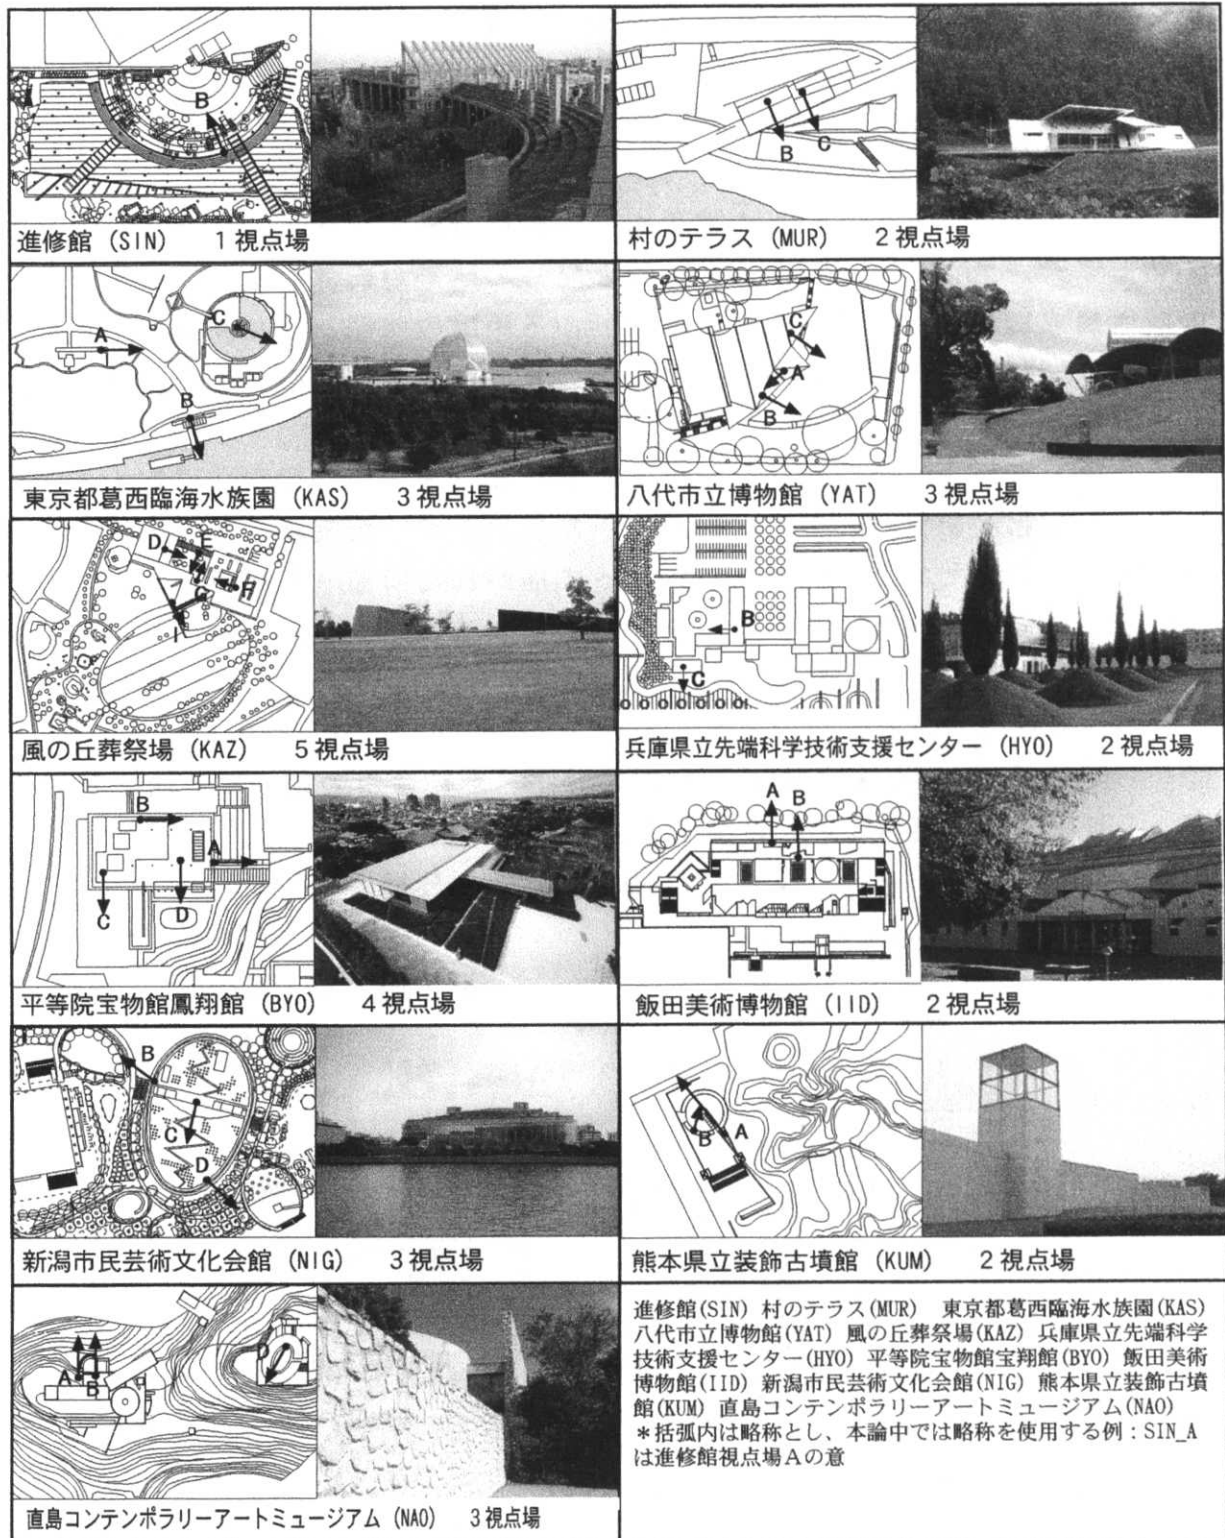 B
進修館 (SIN)　1視点場
B
C
村のテラス (MUR)　2視点場
A
B
C
東京都葛西臨海水族園 (KAS)　3視点場
C
A
B
八代市立博物館 (YAT)　3視点場
D
E
G
H
I
風の丘葬祭場 (KAZ)　5視点場
B
C
兵庫県立先端科学技術支援センター (HYO)　2視点場
B
A
C
D
平等院宝物館鳳翔館 (BYO)　4視点場
A
B
飯田美術博物館 (IID)　2視点場
B
C
D
新潟市民芸術文化会館 (NIG)　3視点場
B
A
熊本県立装飾古墳館 (KUM)　2視点場
A
B
D
直島コンテンポラリーアートミュージアム (NAO)　3視点場
進修館(SIN) 村のテラス(MUR)　東京都葛西臨海水族園(KAS)
八代市立博物館(YAT) 風の丘葬祭場(KAZ) 兵庫県立先端科学
技術支援センター(HYO) 平等院宝物館宝翔館(BYO) 飯田美術
博物館(IID) 新潟市民芸術文化会館(NIG) 熊本県立装飾古墳
館(KUM) 直島コンテンポラリーアートミュージアム(NAO)
＊括弧内は略称とし、本論中では略称を使用する例：SIN_A
は進修館視点場Aの意